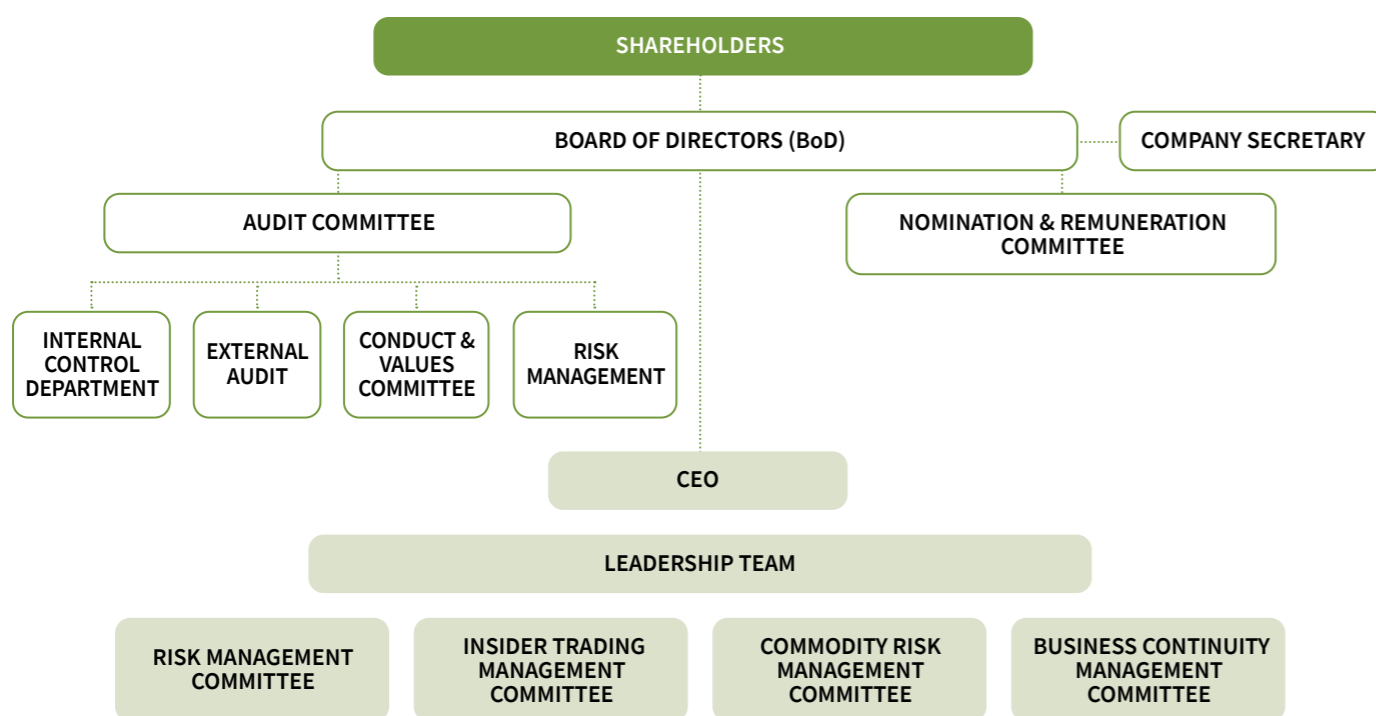 SHAREHOLDERS
BOARD OF DIRECTORS (BoD)
COMPANY SECRETARY
AUDIT COMMITTEE
NOMINATION & REMUNERATION
COMMITTEE
INTERNAL
CONTROL
DEPARTMENT
EXTERNAL
AUDIT
CONDUCT &
VALUES
COMMITTEE
RISK
MANAGEMENT
CEO
LEADERSHIP TEAM
RISK MANAGEMENT
COMMITTEE
INSIDER TRADING
MANAGEMENT
COMMITTEE
COMMODITY RISK
MANAGEMENT
COMMITTEE
BUSINESS CONTINUITY
MANAGEMENT
COMMITTEE